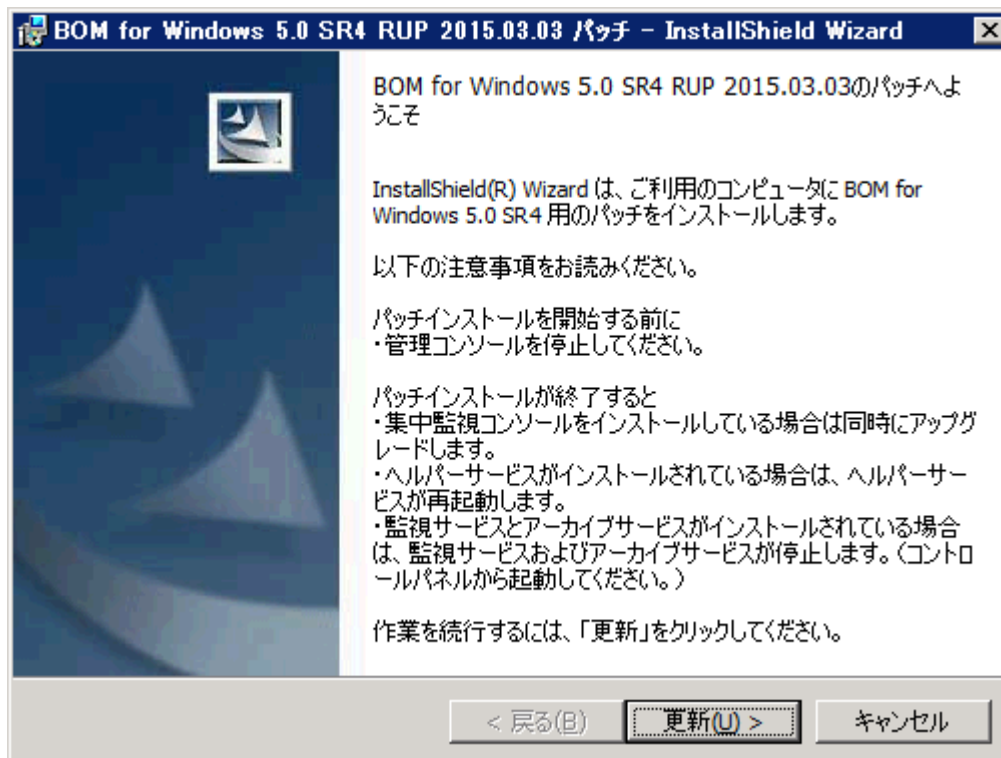 BOM for Windows 5.0 SR4 RUP 2015.03.03 パッチ - InstallShield Wizard
BOM for Windows 5.0 SR4 RUP 2015.03.03のパッチへよ
うこそ
InstallShield(R) Wizard は、ご利用のコンピュータに BOM for
Windows 5.0 SR4 用のパッチをインストールします。
以下の注意事項をお読みください。
パッチインストールを開始する前に
・管理コンソールを停止してください。
パッチインストールが終了すると
・集中監視コンソールをインストールしている場合は同時にアップグ
レードします。
・ヘルパーサービスがインストールされている場合は、ヘルパーサー
ビスが再起動します。
・監視サービスとアーカイブサービスがインストールされている場合
は、監視サービスおよびアーカイブサービスが停止します。（コントロ
ールパネルから起動してください。）
作業を続行するには、「更新」をクリックしてください。
< 戻る(B)
更新(U) >
キャンセル